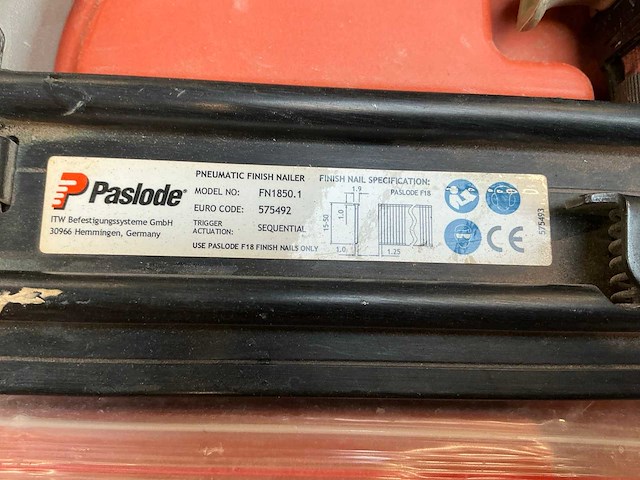 Paslode®
ITW Befestigungssysteme GmbH
30966 Hemmingen, Germany
PNEUMATIC FINISH NAILER
MODEL NO: FN1850.1
EURO CODE: 575492
TRIGGER
ACTUATION: SEQUENTIAL
USE PASLODE F18 FINISH NAILS ONLY
FINISH NAIL SPECIFICATION:
1.9 PASLODE F18
15-50
1.0
1.0 1.25
CE
575493